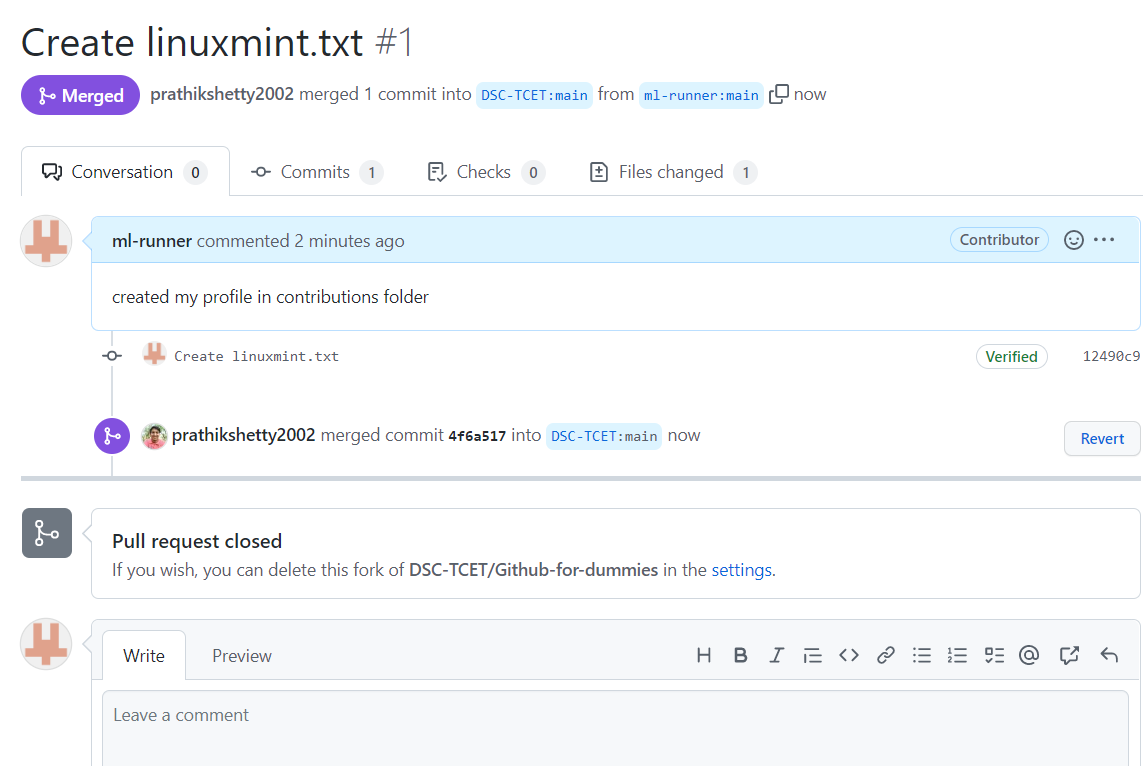 Create linuxmint.txt #1
Merged prathikshetty2002 merged 1 commit into DSC-TCET:main from ml-runner:main now
Conversation 0 Commits 1 Checks 0 Files changed 1
ml-runner commented 2 minutes ago Contributor
created my profile in contributions folder
Create linuxmint.txt Verified 12490c9
prathikshetty2002 merged commit 4f6a517 into DSC-TCET:main now
Revert
Pull request closed
If you wish, you can delete this fork of DSC-TCET/Github-for-dummies in the settings.
Write Preview
Leave a comment